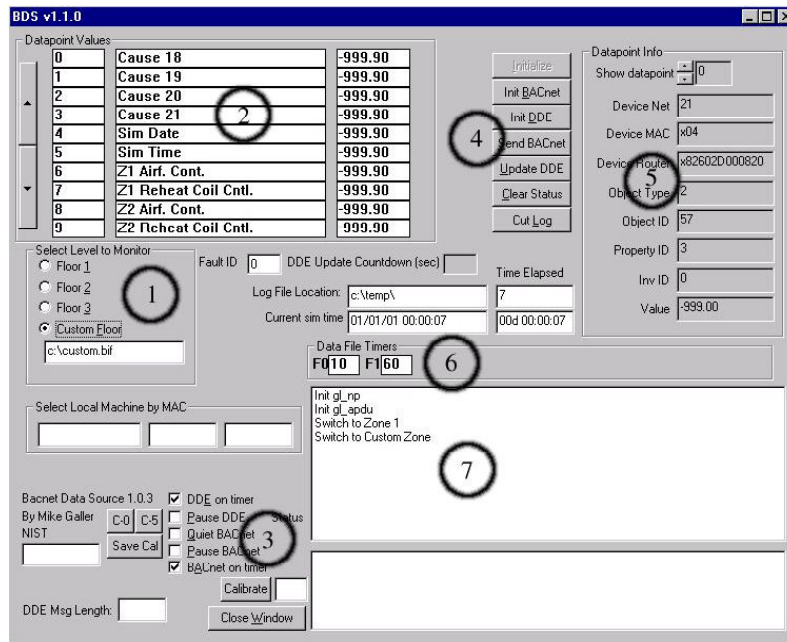 BDS v1.1.0
Datapoint Values
0 Cause 18 -999.90
1 Cause 19 -999.90
2 Cause 20 -999.90
3 Cause 21 -999.90
4 Sim Date -999.90
5 Sim Time -999.90
6 Z1 Airf. Cont. -999.90
7 Z1 Reheat Coil Cntl. -999.90
8 Z2 Airf. Cont. -999.90
9 Z2 Reheat Coil Cntl. -999.90
2
Initialize
Init BACnet
Init DDE
Send BACnet
Update DDE
Clear Status
Cut Log
4
Datapoint Info
Show datapoint 0
Device Net 21
Device MAC x04
Device Router x82602D000820
Object Type 2
Object ID 57
Property ID 3
Inv ID 0
Value -999.00
5
Select Level to Monitor
Floor 1
Floor 2
Floor 3
Custom Floor
c:\custom.bif
1
Fault ID 0 DDE Update Countdown (sec)
Time Elapsed
Log File Location: c:\temp\ 7
Current sim time 01/01/01 00:00:07 00d 00:00:07
Data File Timers
F0 10 F1 60
6
Select Local Machine by MAC
Init gl_np
Init gl_apdu
Switch to Zone 1
Switch to Custom Zone
7
Bacnet Data Source 1.0.3
By Mike Galler
NIST
C-0 C-5
Save Cal
DDE on timer
Pause DDE Status
Quiet BACnet
Pause BACnet
BACnet on timer
3
Calibrate
DDE Msg Length:
Close Window